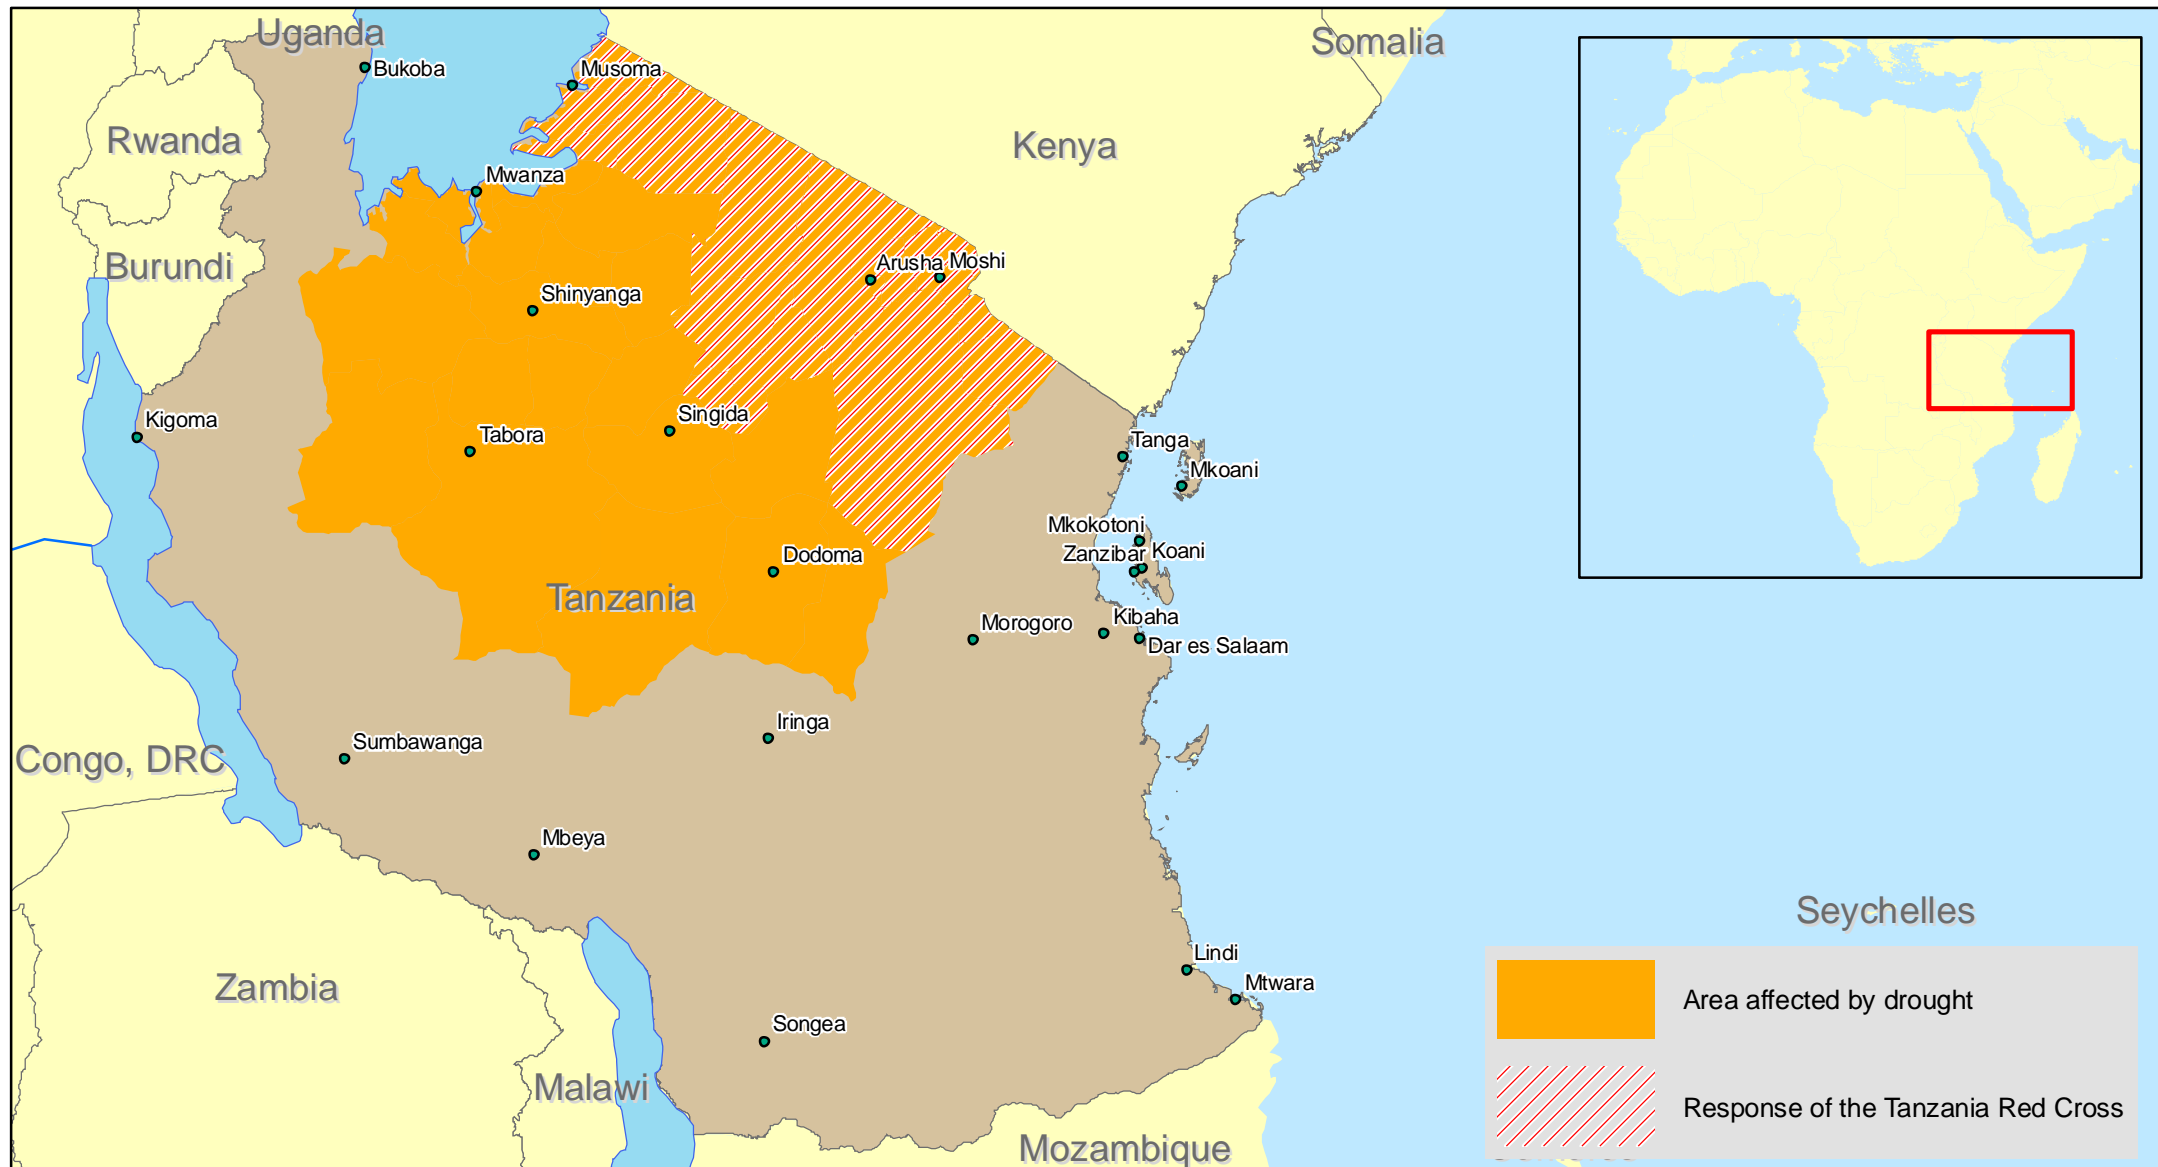 Uganda
Somalia
Bukoba
Musoma
Rwanda
Kenya
Mwanza
Burundi
Arusha
Moshi
Shinyanga
Kigoma
Tabora
Singida
Tanga
Mkoani
Mkokotoni
Zanzibar
Koani
Dodoma
Tanzania
Morogoro
Kibaha
Dar es Salaam
Iringa
Sumbawanga
Congo, DRC
Mbeya
Seychelles
Lindi
Mtwara
Zambia
Songea
Malawi
Mozambique
Area affected by drought
Response of the Tanzania Red Cross